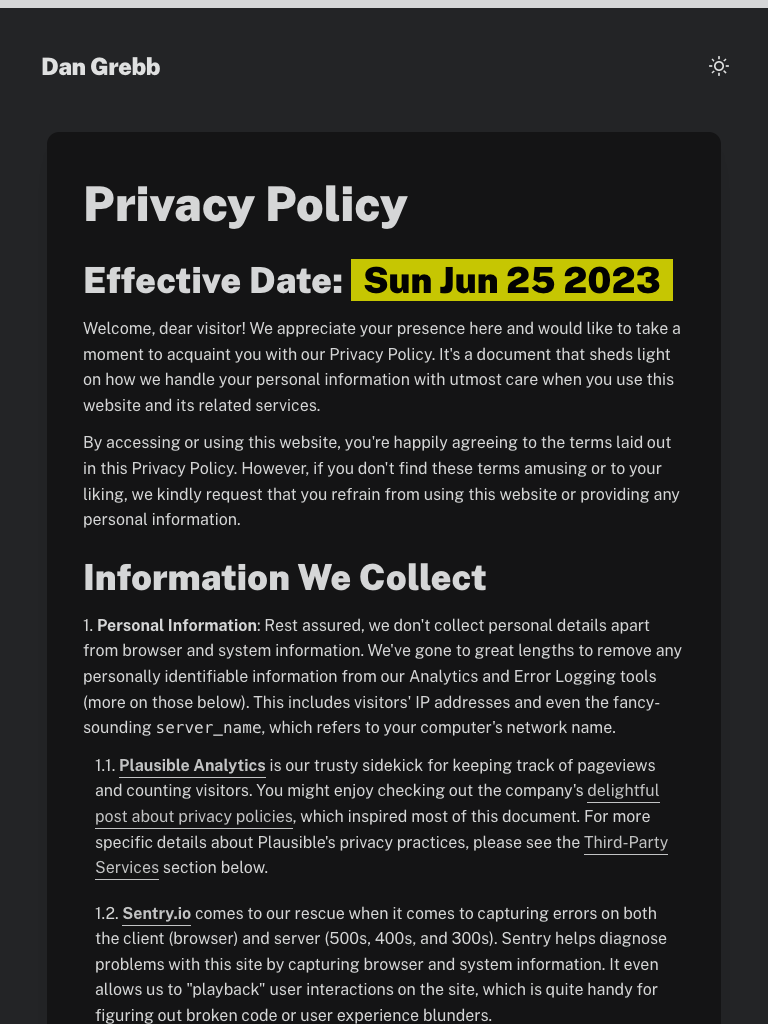 Dan Grebb
Privacy Policy
Effective Date: Sun Jun 25 2023
Welcome, dear visitor! We appreciate your presence here and would like to take a
moment to acquaint you with our Privacy Policy. It's a document that sheds light
on how we handle your personal information with utmost care when you use this
website and its related services.
By accessing or using this website, you're happily agreeing to the terms laid out
in this Privacy Policy. However, if you don't find these terms amusing or to your
liking, we kindly request that you refrain from using this website or providing any
personal information.
Information We Collect
1. Personal Information: Rest assured, we don't collect personal details apart
from browser and system information. We've gone to great lengths to remove any
personally identifiable information from our Analytics and Error Logging tools
(more on those below). This includes visitors' IP addresses and even the fancy-
sounding server_name, which refers to your computer's network name.
1.1. Plausible Analytics is our trusty sidekick for keeping track of pageviews
and counting visitors. You might enjoy checking out the company's delightful
post about privacy policies, which inspired most of this document. For more
specific details about Plausible's privacy practices, please see the Third-Party
Services section below.
1.2. Sentry.io comes to our rescue when it comes to capturing errors on both
the client (browser) and server (500s, 400s, and 300s). Sentry helps diagnose
problems with this site by capturing browser and system information. It even
allows us to "playback" user interactions on the site, which is quite handy for
figuring out broken code or user experience blunders.